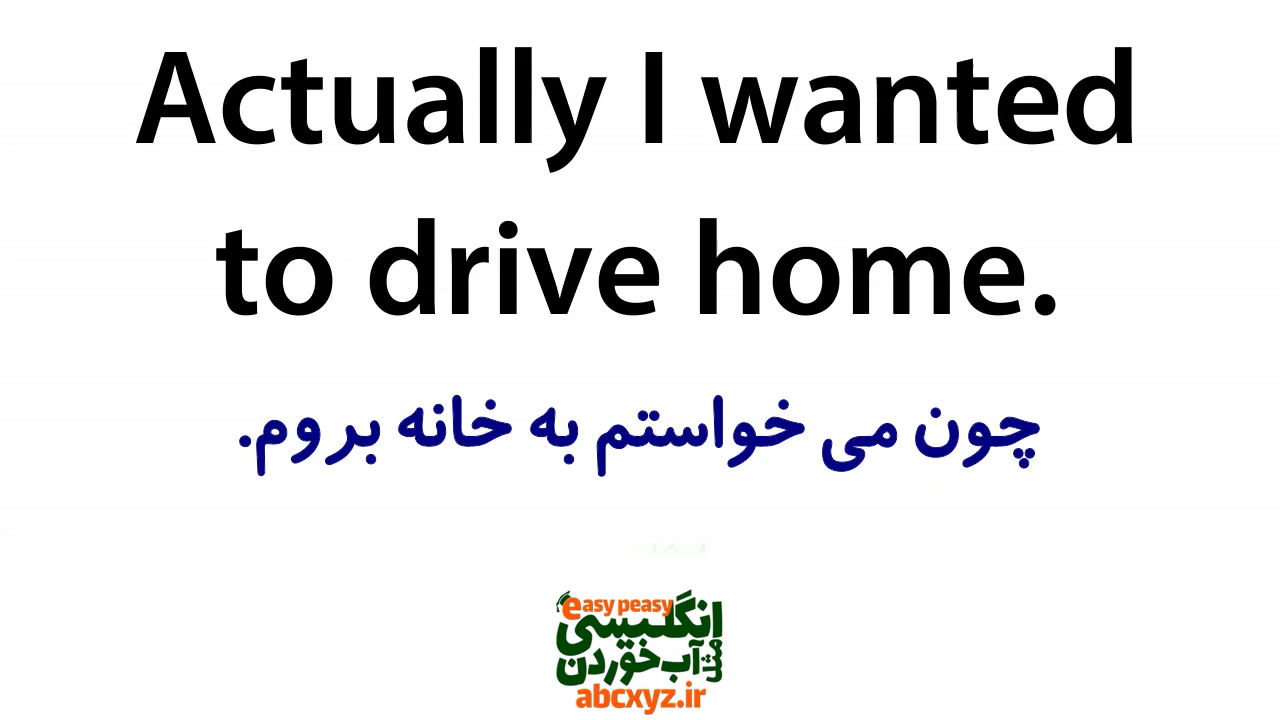 Actually I wanted
to drive home.
چون می خواستم به خانه بروم.
easy peasy
انگلیسی
مثل آب خوردن
abcxyz.ir